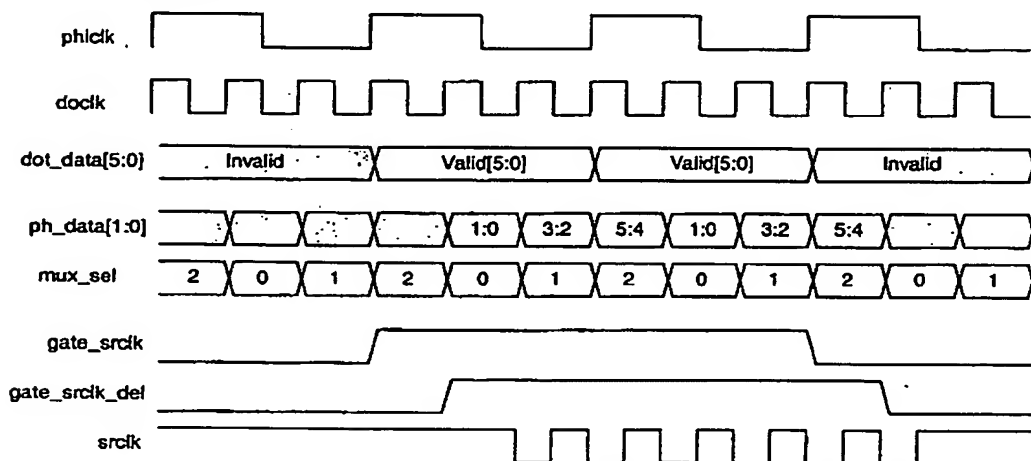 phiclk
doclk
dot_data[5:0]
Invalid Valid[5:0] Valid[5:0] Invalid
ph_data[1:0]
1:0 3:2 5:4 1:0 3:2 5:4
mux_sel
2 0 1 2 0 1 2 0 1 2 0 1
gate_srclk
gate_srclk_del
srclk